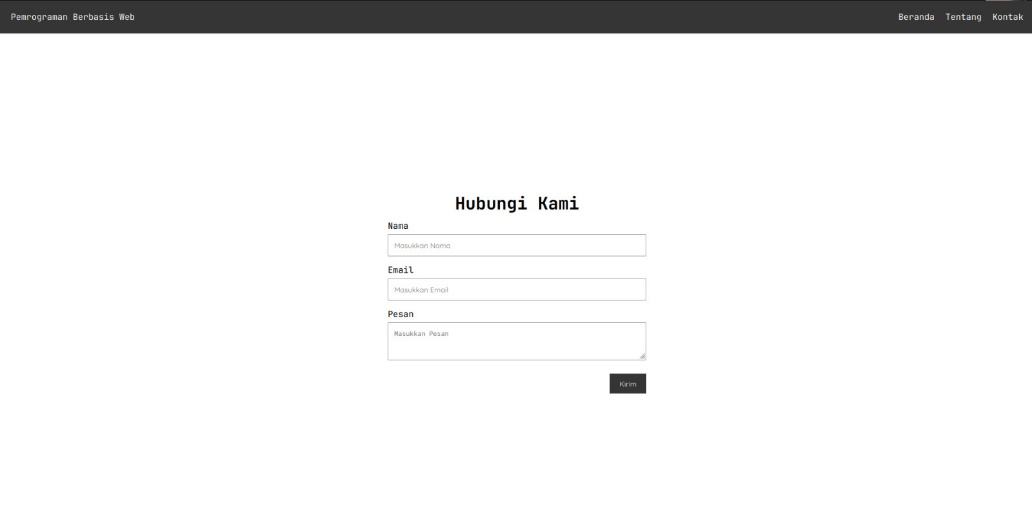 Pemrograman Berbasis Web
Beranda Tentang Kontak
Hubungi Kami
Nama
Masukkan Nama
Email
Masukkan Email
Pesan
Masukkan Pesan
Kirim